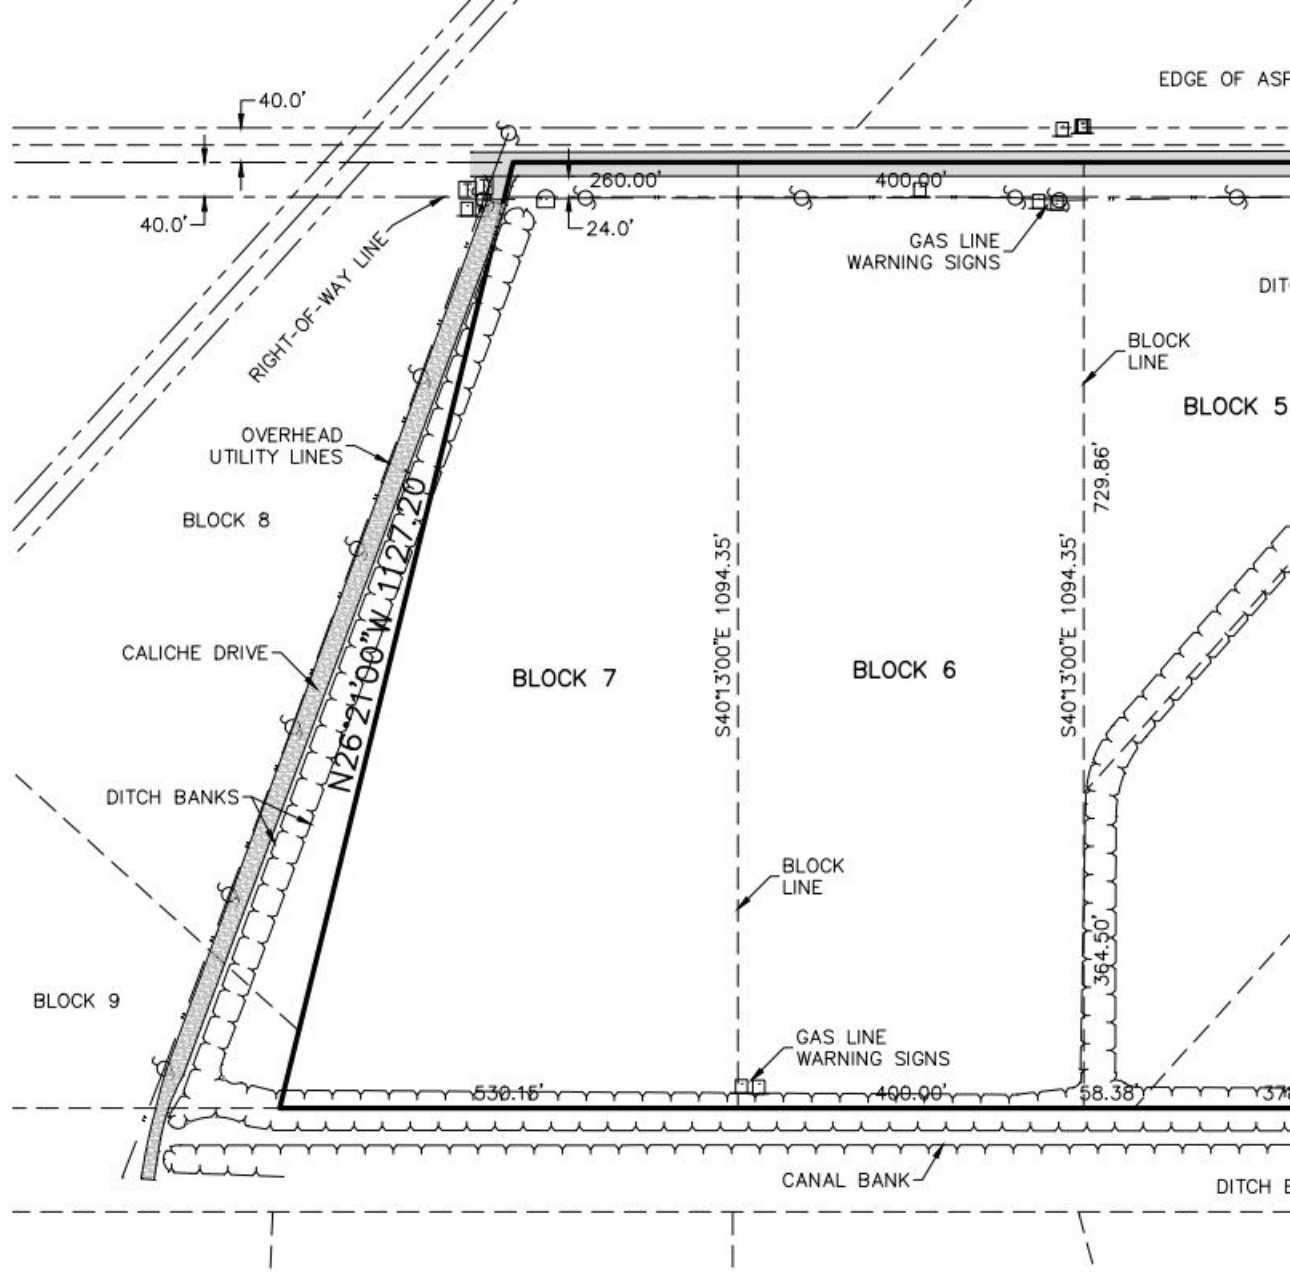 EDGE OF ASF
40.0'
260.00'
400.00'
40.0'
24.0'
GAS LINE
WARNING SIGNS
RIGHT-OF-WAY LINE
DITC
BLOCK
LINE
BLOCK 5
OVERHEAD
UTILITY LINES
729.86'
BLOCK 8
N26°21'00"W 1127.20
S40°13'00"E 1094.35'
S40°13'00"E 1094.35'
CALICHE DRIVE
BLOCK 7
BLOCK 6
DITCH BANKS
BLOCK
LINE
364.50'
BLOCK 9
GAS LINE
WARNING SIGNS
530.15'
400.00'
58.38'
CANAL BANK
DITCH